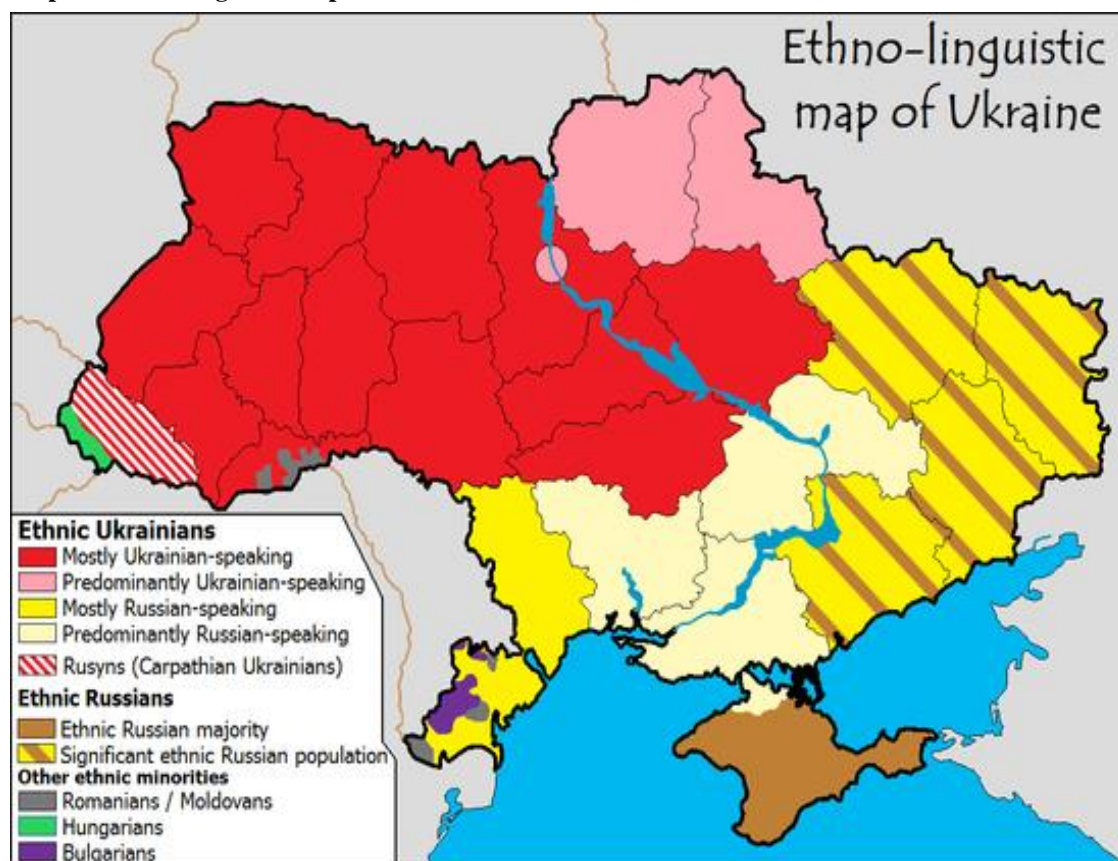 Ethno-linguistic
map of Ukraine
Ethnic Ukrainians
Mostly Ukrainian-speaking
Predominantly Ukrainian-speaking
Mostly Russian-speaking
Predominantly Russian-speaking
Rusyns (Carpathian Ukrainians)
Ethnic Russians
Ethnic Russian majority
Significant ethnic Russian population
Other ethnic minorities
Romanians / Moldovans
Hungarians
Bulgarians